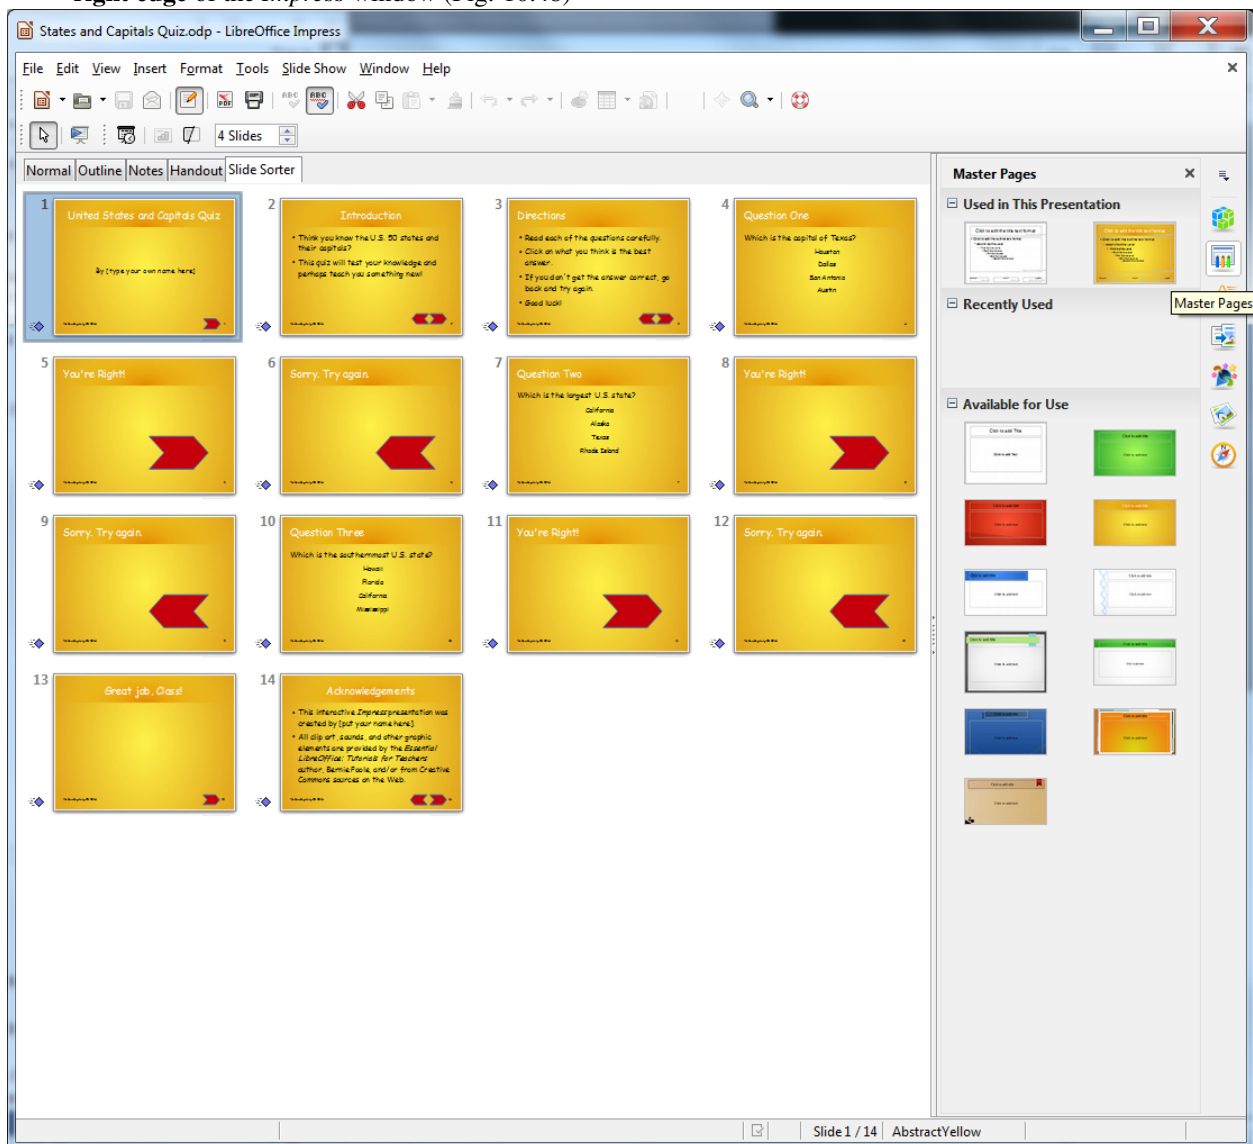 right edge of the Impress window (Fig. 10.48)
States and Capitals Quiz.odp - LibreOffice Impress
File Edit View Insert Format Tools Slide Show Window Help
4 Slides
Normal Outline Notes Handout Slide Sorter
Master Pages
Used in This Presentation
Recently Used
Master Pages
Available for Use
1
United States and Capitals Quiz
By [type your own name here]
2
Introduction
• Think you know the U.S. 50 states and
their capitals?
• This quiz will test your knowledge and
perhaps teach you something new!
3
Directions
• Read each of the questions carefully.
• Click on what you think is the best
answer.
• If you don't get the answer correct, go
back and try again.
• Good luck!
4
Question One
Which is the capital of Texas?
Houston
Dallas
San Antonio
Austin
5
You're Right!
6
Sorry. Try again.
7
Question Two
Which is the largest U.S. state?
California
Alaska
Texas
Rhode Island
8
You're Right!
9
Sorry. Try again.
10
Question Three
Which is the southernmost U.S. state?
Hawaii
Florida
California
Mississippi
11
You're Right!
12
Sorry. Try again.
13
Great job, Class!
14
Acknowledgements
• This interactive Impress presentation was
created by [put your name here].
• All clip art, sounds, and other graphic
elements are provided by the Essential
LibreOffice: Tutorials for Teachers
author, Bernie Poole, and/or from Creative
Commons sources on the Web.
Slide 1 / 14 AbstractYellow